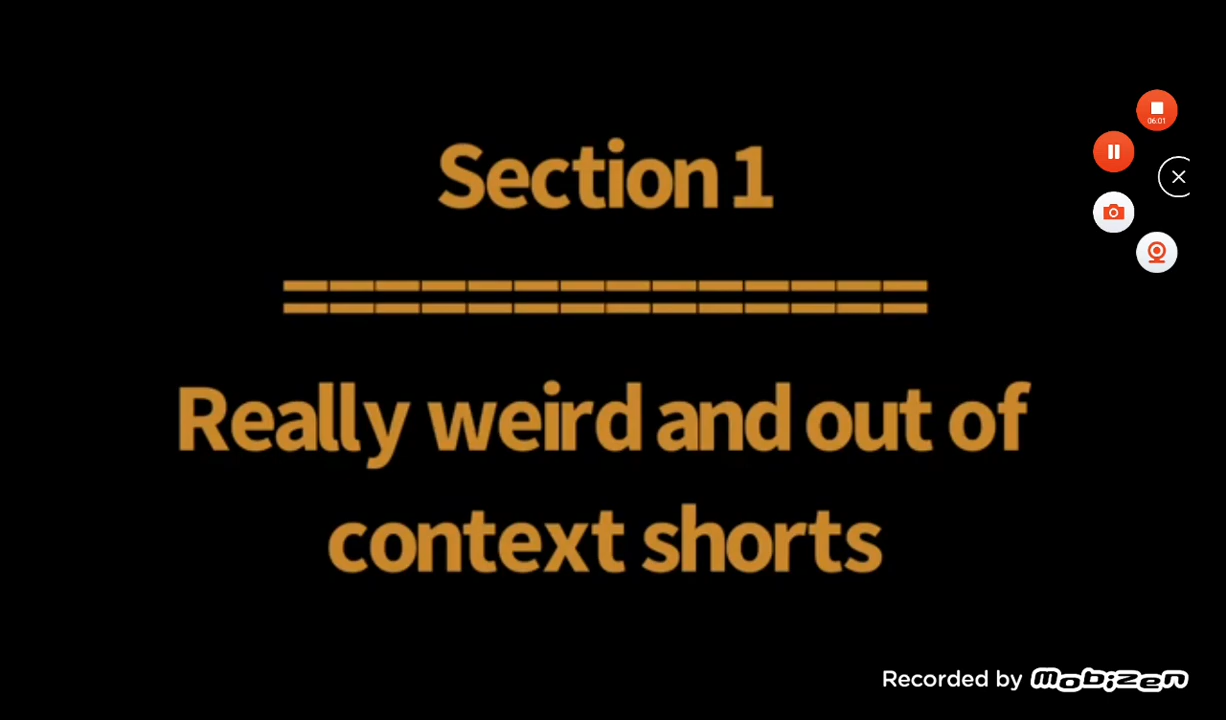 Section 1
==============
Really weird and out of
context shorts
06:01
Recorded by mobizen